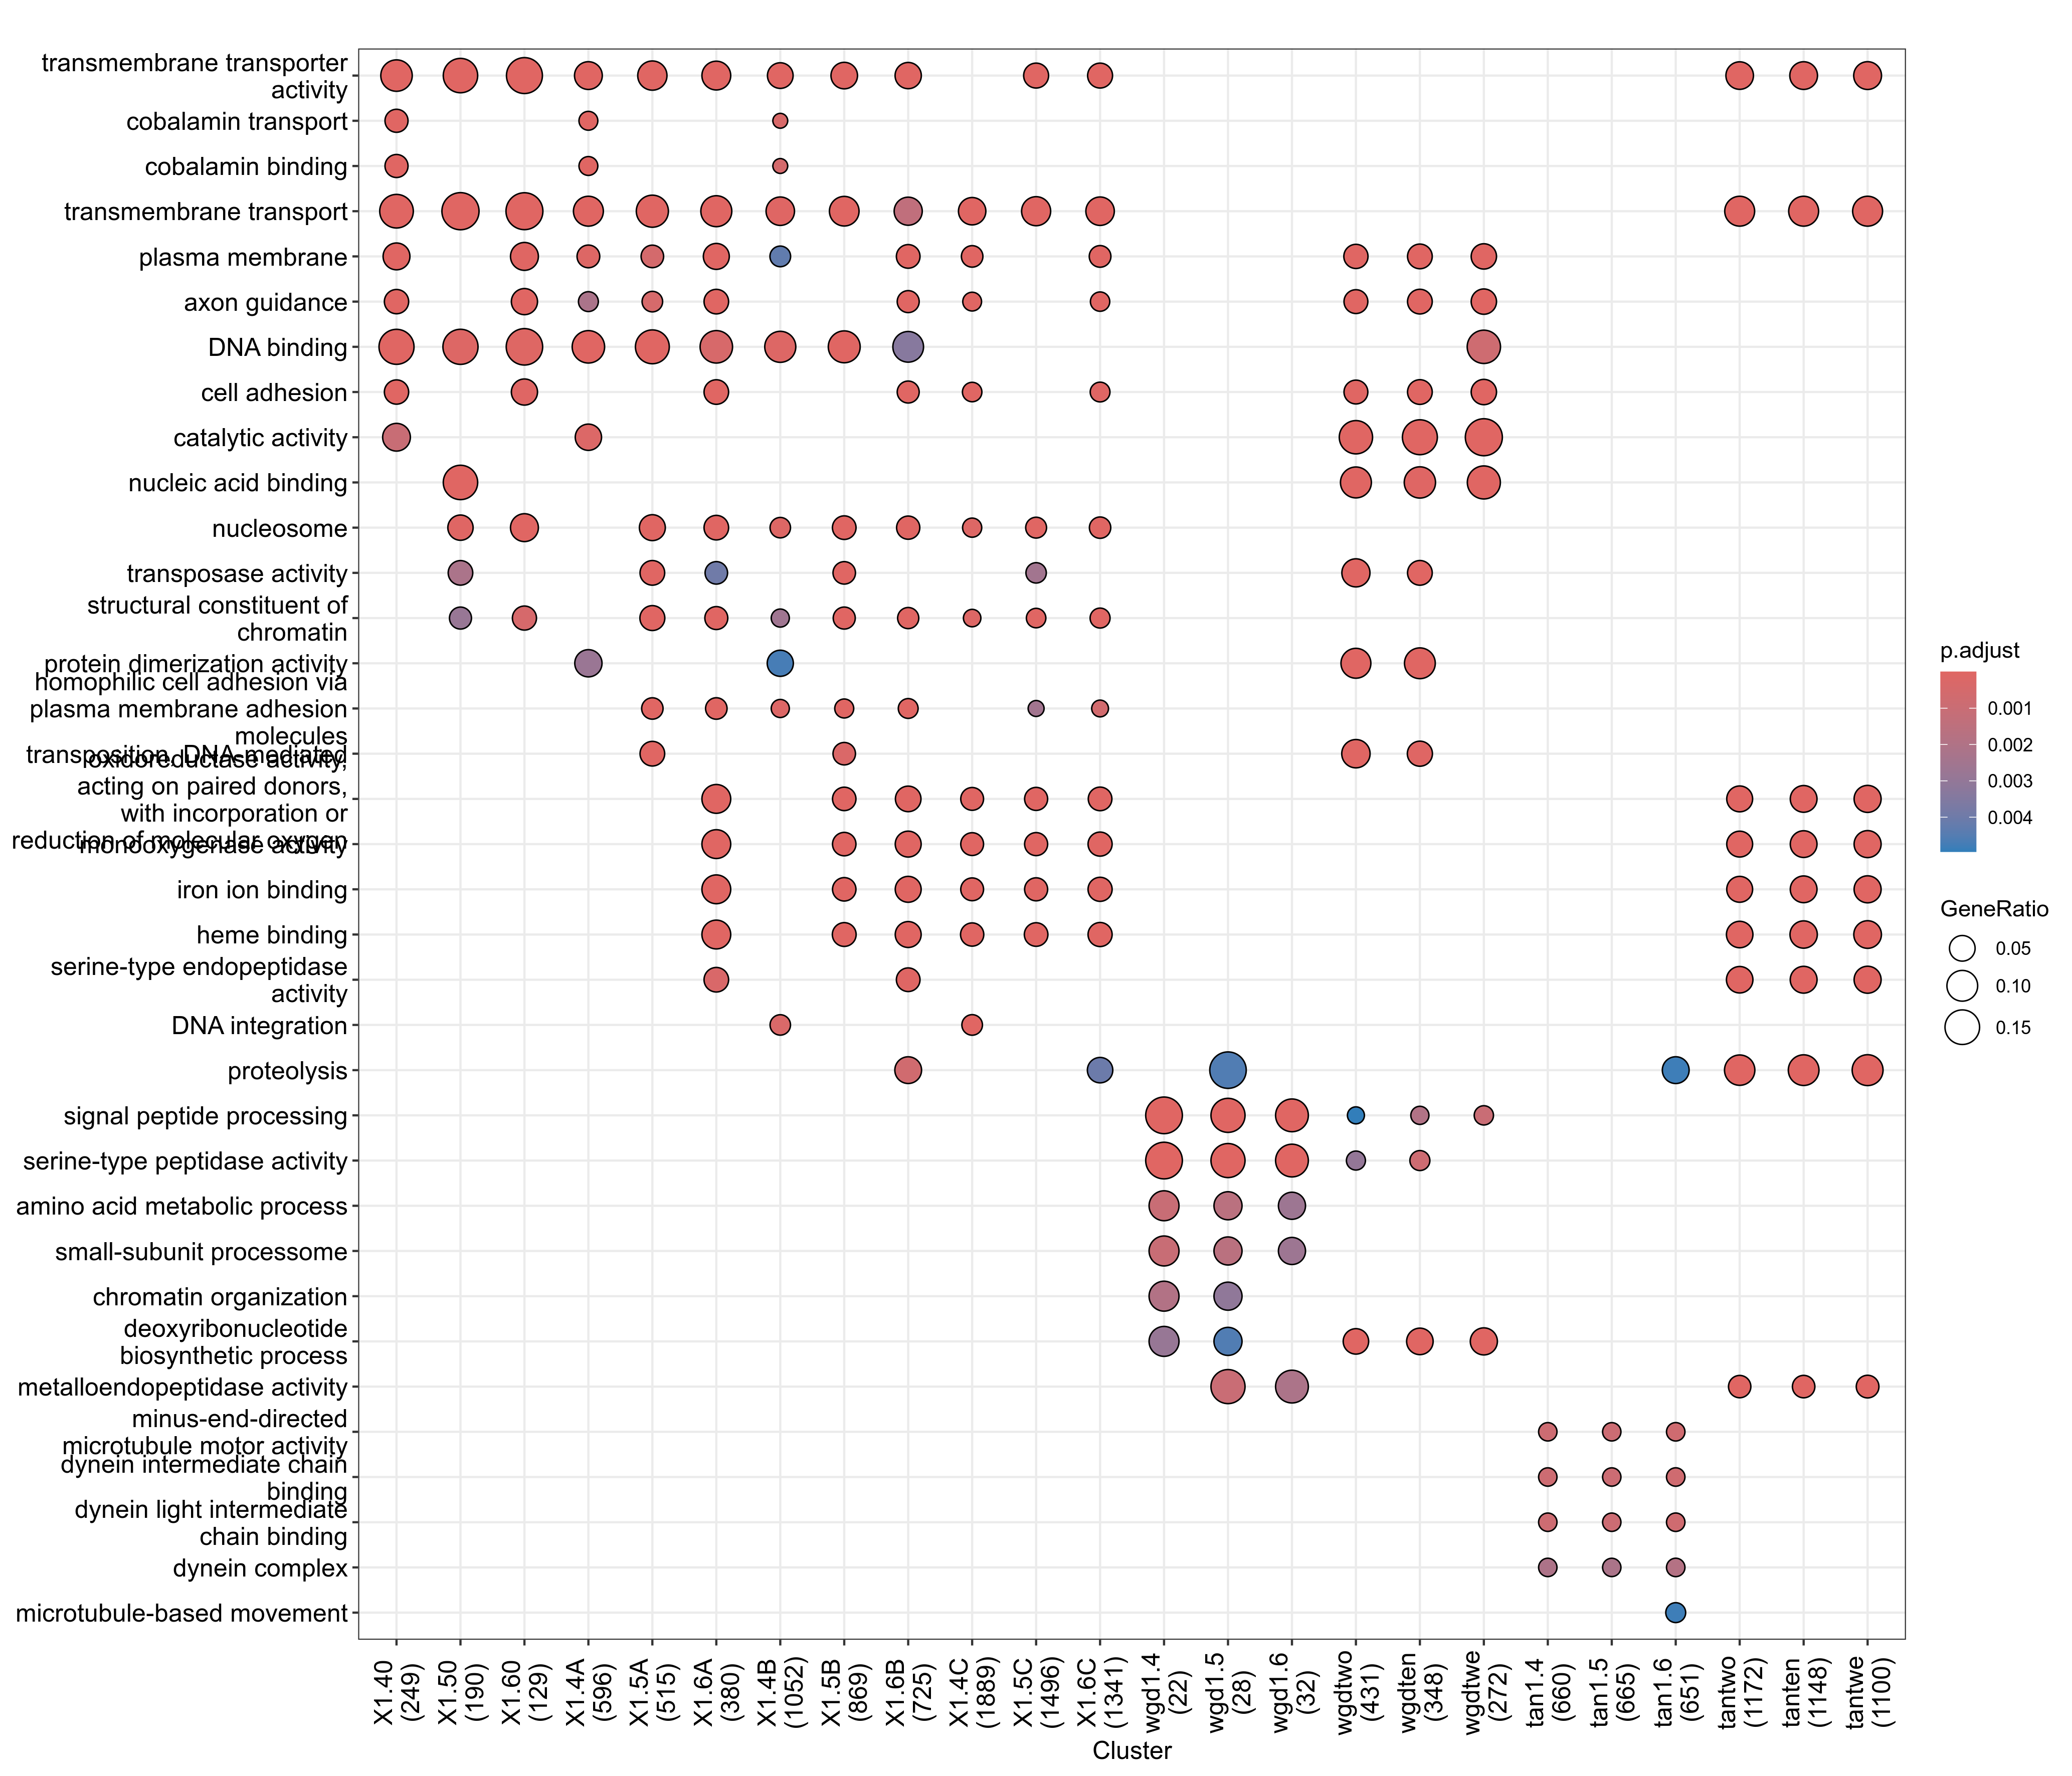 transmembrane transporter
activity
cobalamin transport
cobalamin binding
transmembrane transport
plasma membrane
axon guidance
DNA binding
cell adhesion
catalytic activity
nucleic acid binding
nucleosome
transposase activity
structural constituent of
chromatin
protein dimerization activity
homophilic cell adhesion via
plasma membrane adhesion
molecules
transposition, DNA-mediated
oxidoreductase activity,
acting on paired donors,
with incorporation or
reduction of molecular oxygen
monooxygenase activity
iron ion binding
heme binding
serine-type endopeptidase
activity
DNA integration
proteolysis
signal peptide processing
serine-type peptidase activity
amino acid metabolic process
small-subunit processome
chromatin organization
deoxyribonucleotide
biosynthetic process
metalloendopeptidase activity
minus-end-directed
microtubule motor activity
dynein intermediate chain
binding
dynein light intermediate
chain binding
dynein complex
microtubule-based movement
X1.40
(249)
X1.50
(190)
X1.60
(129)
X1.4A
(596)
X1.5A
(515)
X1.6A
(380)
X1.4B
(1052)
X1.5B
(869)
X1.6B
(725)
X1.4C
(1889)
X1.5C
(1496)
X1.6C
(1341)
wgd1.4
(22)
wgd1.5
(28)
wgd1.6
(32)
wgdtwo
(431)
wgdten
(348)
wgdtwe
(272)
tan1.4
(660)
tan1.5
(665)
tan1.6
(651)
tantwo
(1172)
tanten
(1148)
tantwe
(1100)
Cluster
p.adjust
0.001
0.002
0.003
0.004
GeneRatio
0.05
0.10
0.15